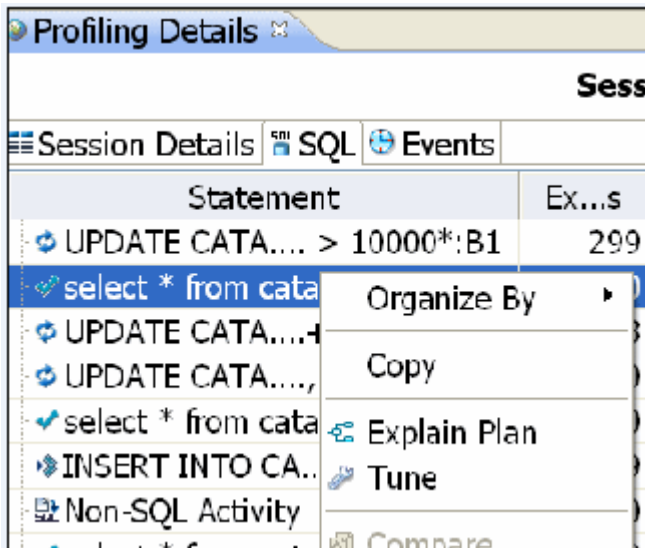 Profiling Details
Sess
Session Details SQL Events
Statement Ex...s
UPDATE CATA.... > 10000*:B1 299
select * from cata
Organize By
UPDATE CATA....+
UPDATE CATA....,
Copy
select * from cata
Explain Plan
INSERT INTO CA..
Tune
Non-SQL Activity
Compare